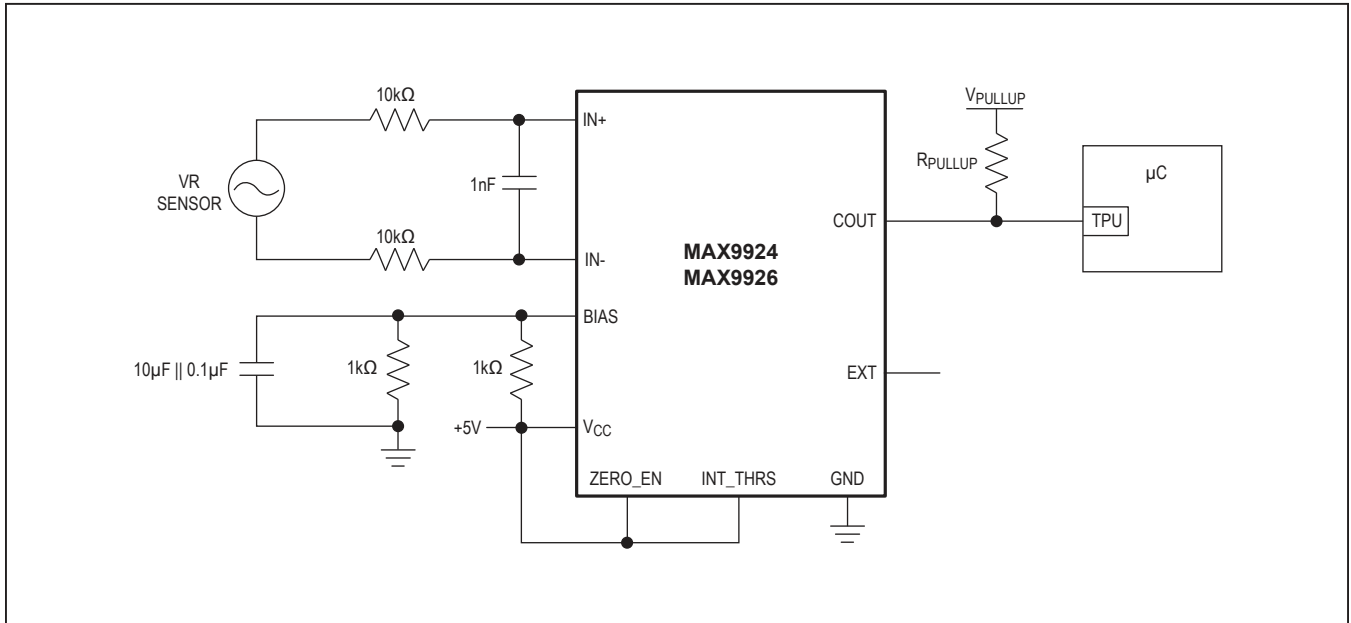 10kΩ
IN+
VPULLUP
RPULLUP
µC
VR
SENSOR
1nF
COUT
TPU
10kΩ
IN-
MAX9924
MAX9926
BIAS
10µF || 0.1µF
1kΩ
1kΩ
EXT
+5V
VCC
ZERO_EN
INT_THRS
GND